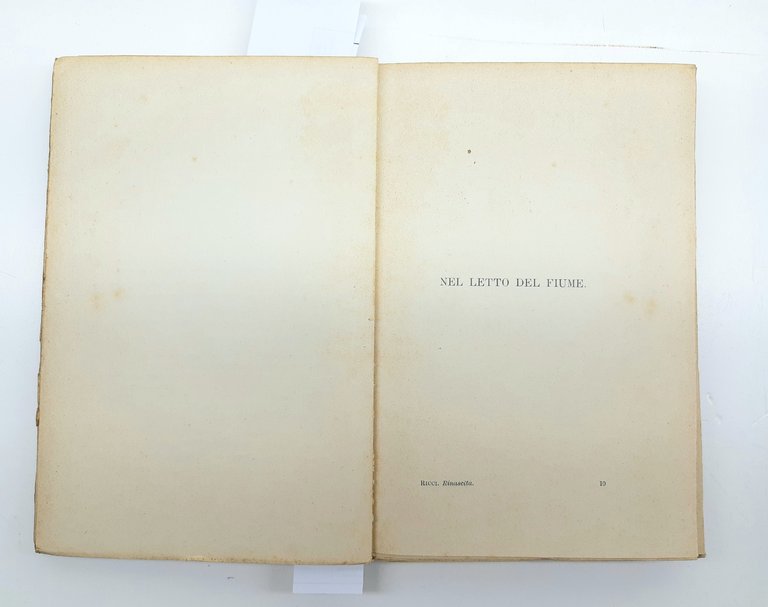 NEL LETTO DEL FIUME.
RICCI. Rinascita. 10